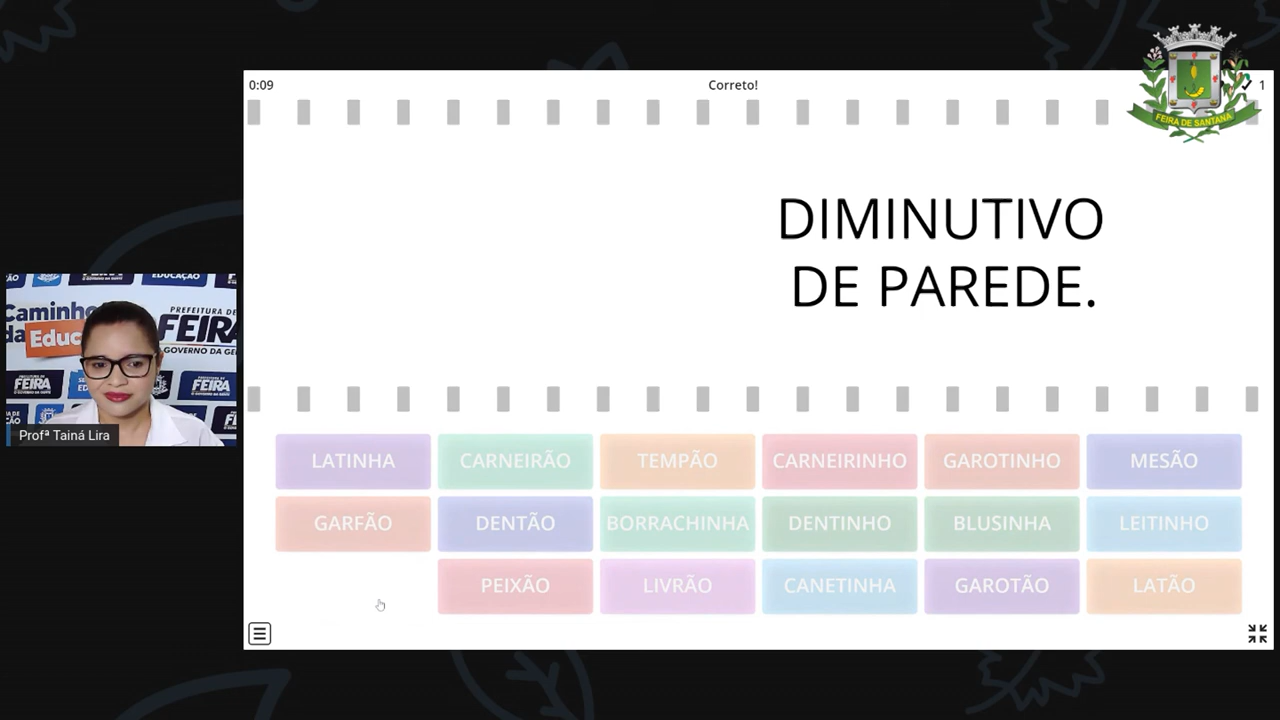 0:09
Correto!
1
FEIRA DE SANTANA
DIMINUTIVO
DE PAREDE.
EDUCAÇÃO
Caminho
da Educ
PREFEITURA DE
FEIRA
GOVERNO DA
FEIRA
FEIRA
Profª Tainá Lira
LATINHA
CARNEIRÃO
TEMPÃO
CARNEIRINHO
GAROTINHO
MESÃO
GARFÃO
DENTÃO
BORRACHINHA
DENTINHO
BLUSINHA
LEITINHO
PEIXÃO
LIVRÃO
CANETINHA
GAROTÃO
LATÃO